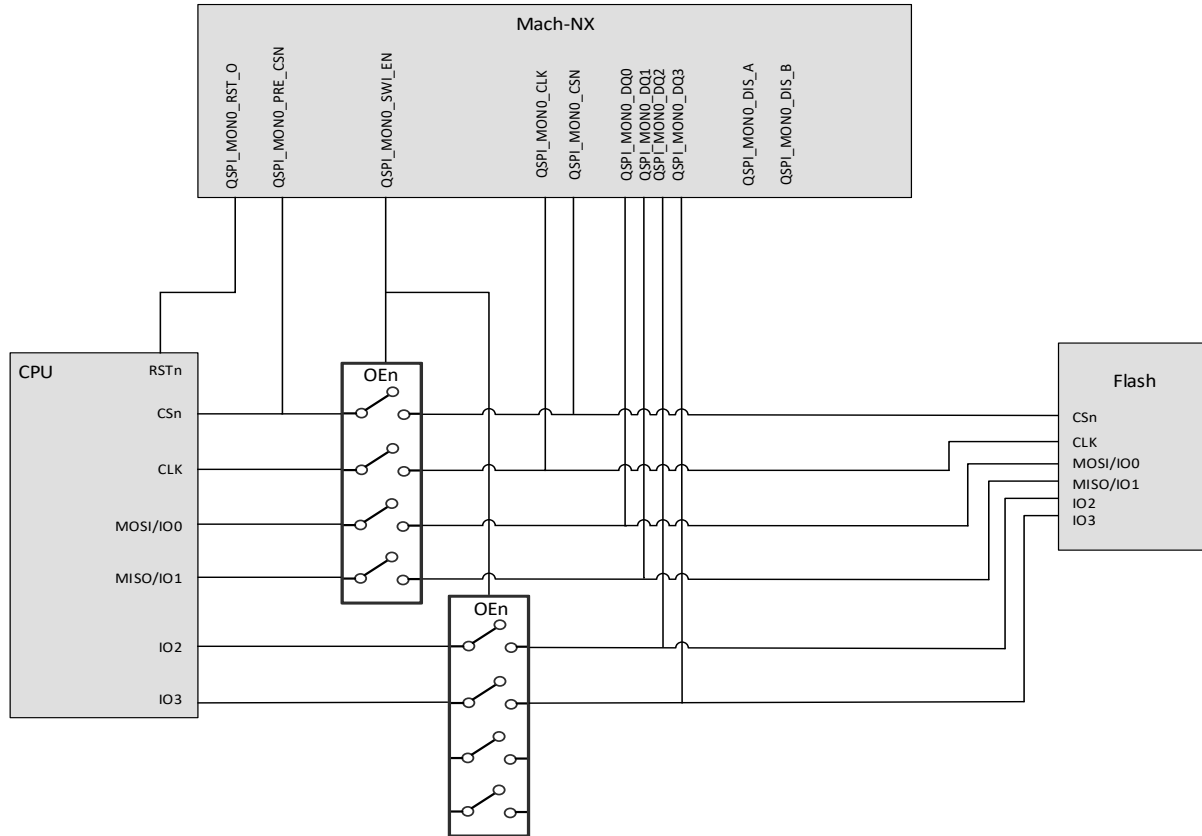 Mach-NX
QSPI_MON0_RST_O
QSPI_MON0_PRE_CSN
QSPI_MON0_SWI_EN
QSPI_MON0_CLK
QSPI_MON0_CSN
QSPI_MON0_DQ0
QSPI_MON0_DQ1
QSPI_MON0_DQ2
QSPI_MON0_DQ3
QSPI_MON0_DIS_A
QSPI_MON0_DIS_B
CPU
RSTn
CSn
CLK
MOSI/IO0
MISO/IO1
IO2
IO3
OEn
OEn
Flash
CSn
CLK
MOSI/IO0
MISO/IO1
IO2
IO3